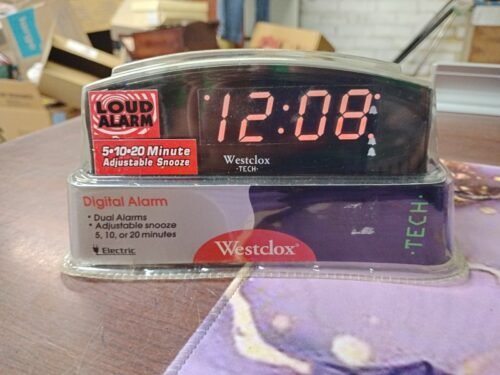 LOUD
ALARM
12:08
5•10•20 Minute
Adjustable Snooze
Westclox
·TECH·
Digital Alarm
• Dual Alarms
• Adjustable snooze
5, 10, or 20 minutes
Electric
Westclox®
·TECH·